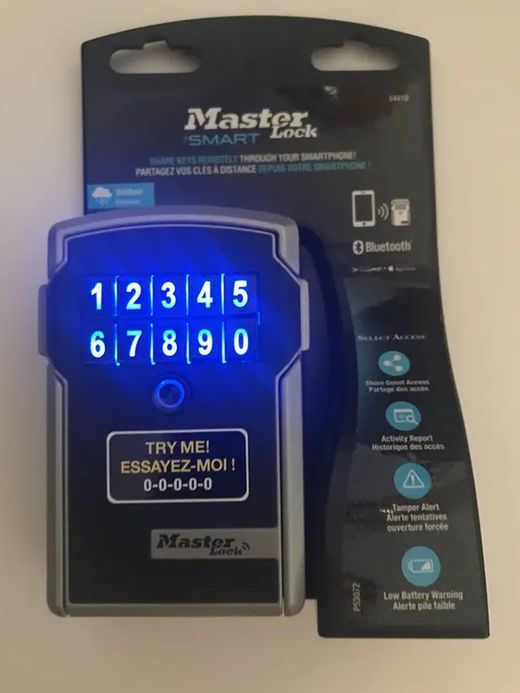 5441D
Master
Lock
SMART
SHARE KEYS REMOTELY THROUGH YOUR SMARTPHONE!
PARTAGEZ VOS CLÉS À DISTANCE DEPUIS VOTRE SMARTPHONE !
Bluetooth®
1 2 3 4 5
6 7 8 9 0
SELECT ACCESS
Share Guest Access
Partage des accès
Activity Report
Historique des accès
TRY ME!
ESSAYEZ-MOI !
0-0-0-0-0
Tamper Alert
Alerte tentatives
ouverture forcée
Master
Lock
Low Battery Warning
Alerte pile faible
P53072